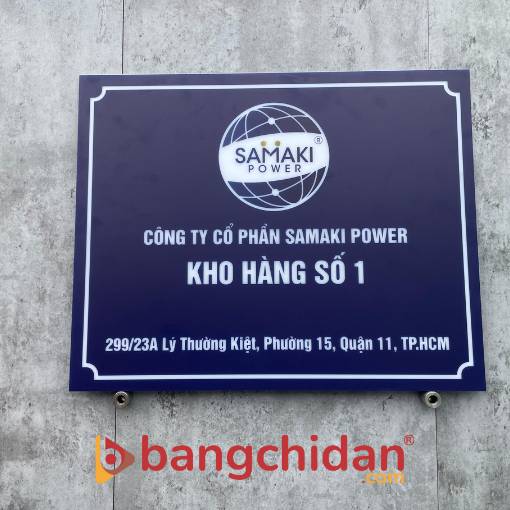 SAMAKI ®
POWER
CÔNG TY CỔ PHẦN SAMAKI POWER
KHO HÀNG SỐ 1
299/23A Lý Thường Kiệt, Phường 15, Quận 11, TP.HCM
bangchidan®
.com